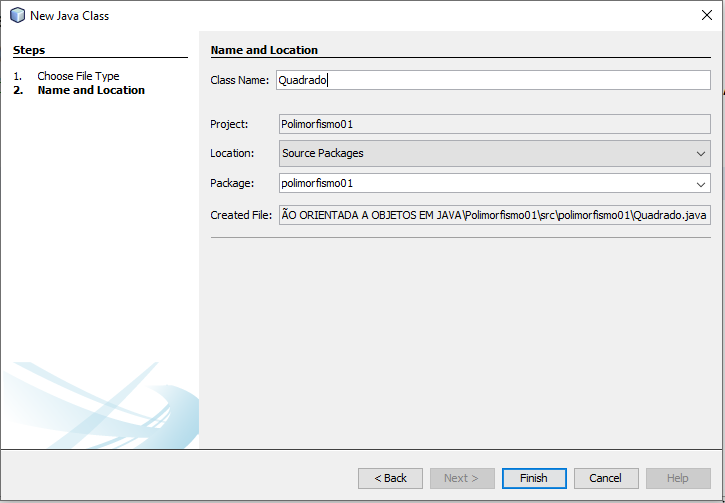 New Java Class
Steps
1. Choose File Type
2. Name and Location
Name and Location
Class Name: Quadrado
Project: Polimorfismo01
Location: Source Packages
Package: polimorfismo01
Created File: ÃO ORIENTADA A OBJETOS EM JAVA\Polimorfismo01\src\polimorfismo01\Quadrado.java
< Back Next > Finish Cancel Help